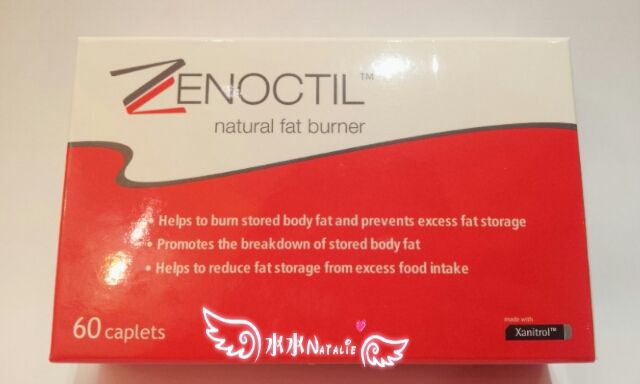 ZENOCTIL™
natural fat burner
• Helps to burn stored body fat and prevents excess fat storage
• Promotes the breakdown of stored body fat
• Helps to reduce fat storage from excess food intake
60 caplets
made with
Xanitrol™
水水NATALIE